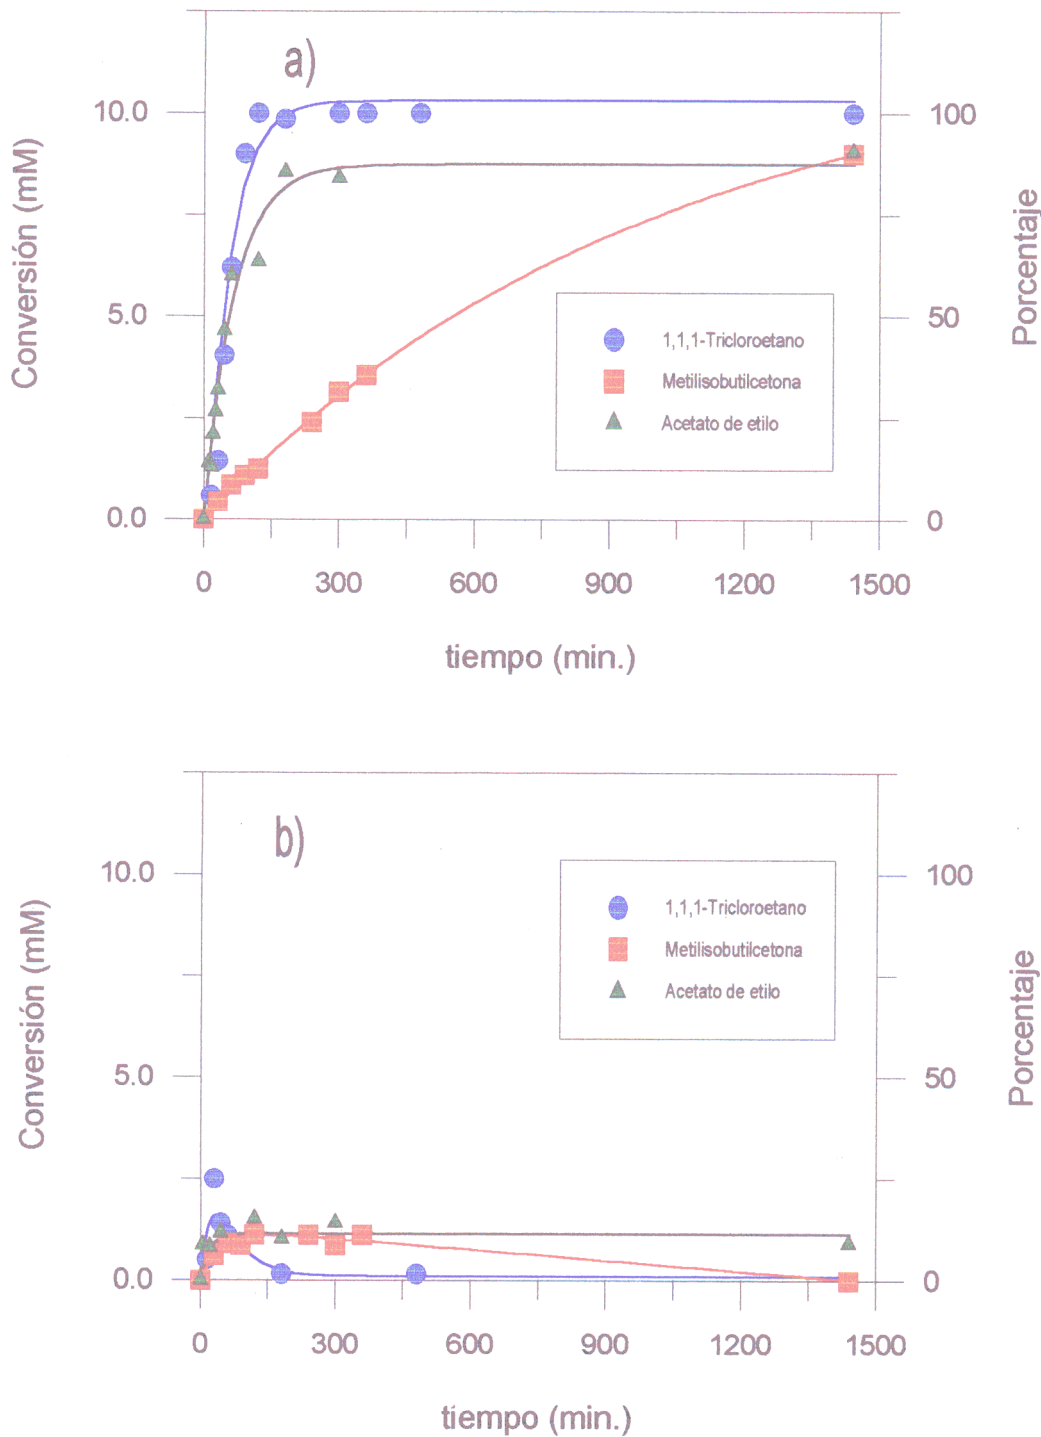 a)
10.0
5.0
0.0
100
50
0
Conversión (mM)
Porcentaje
1,1,1-Tricloroetano
Metilisobutilcetona
Acetato de etilo
0 300 600 900 1200 1500
tiempo (min.)
b)
10.0
5.0
0.0
100
50
0
Conversión (mM)
Porcentaje
1,1,1-Tricloroetano
Metilisobutilcetona
Acetato de etilo
0 300 600 900 1200 1500
tiempo (min.)